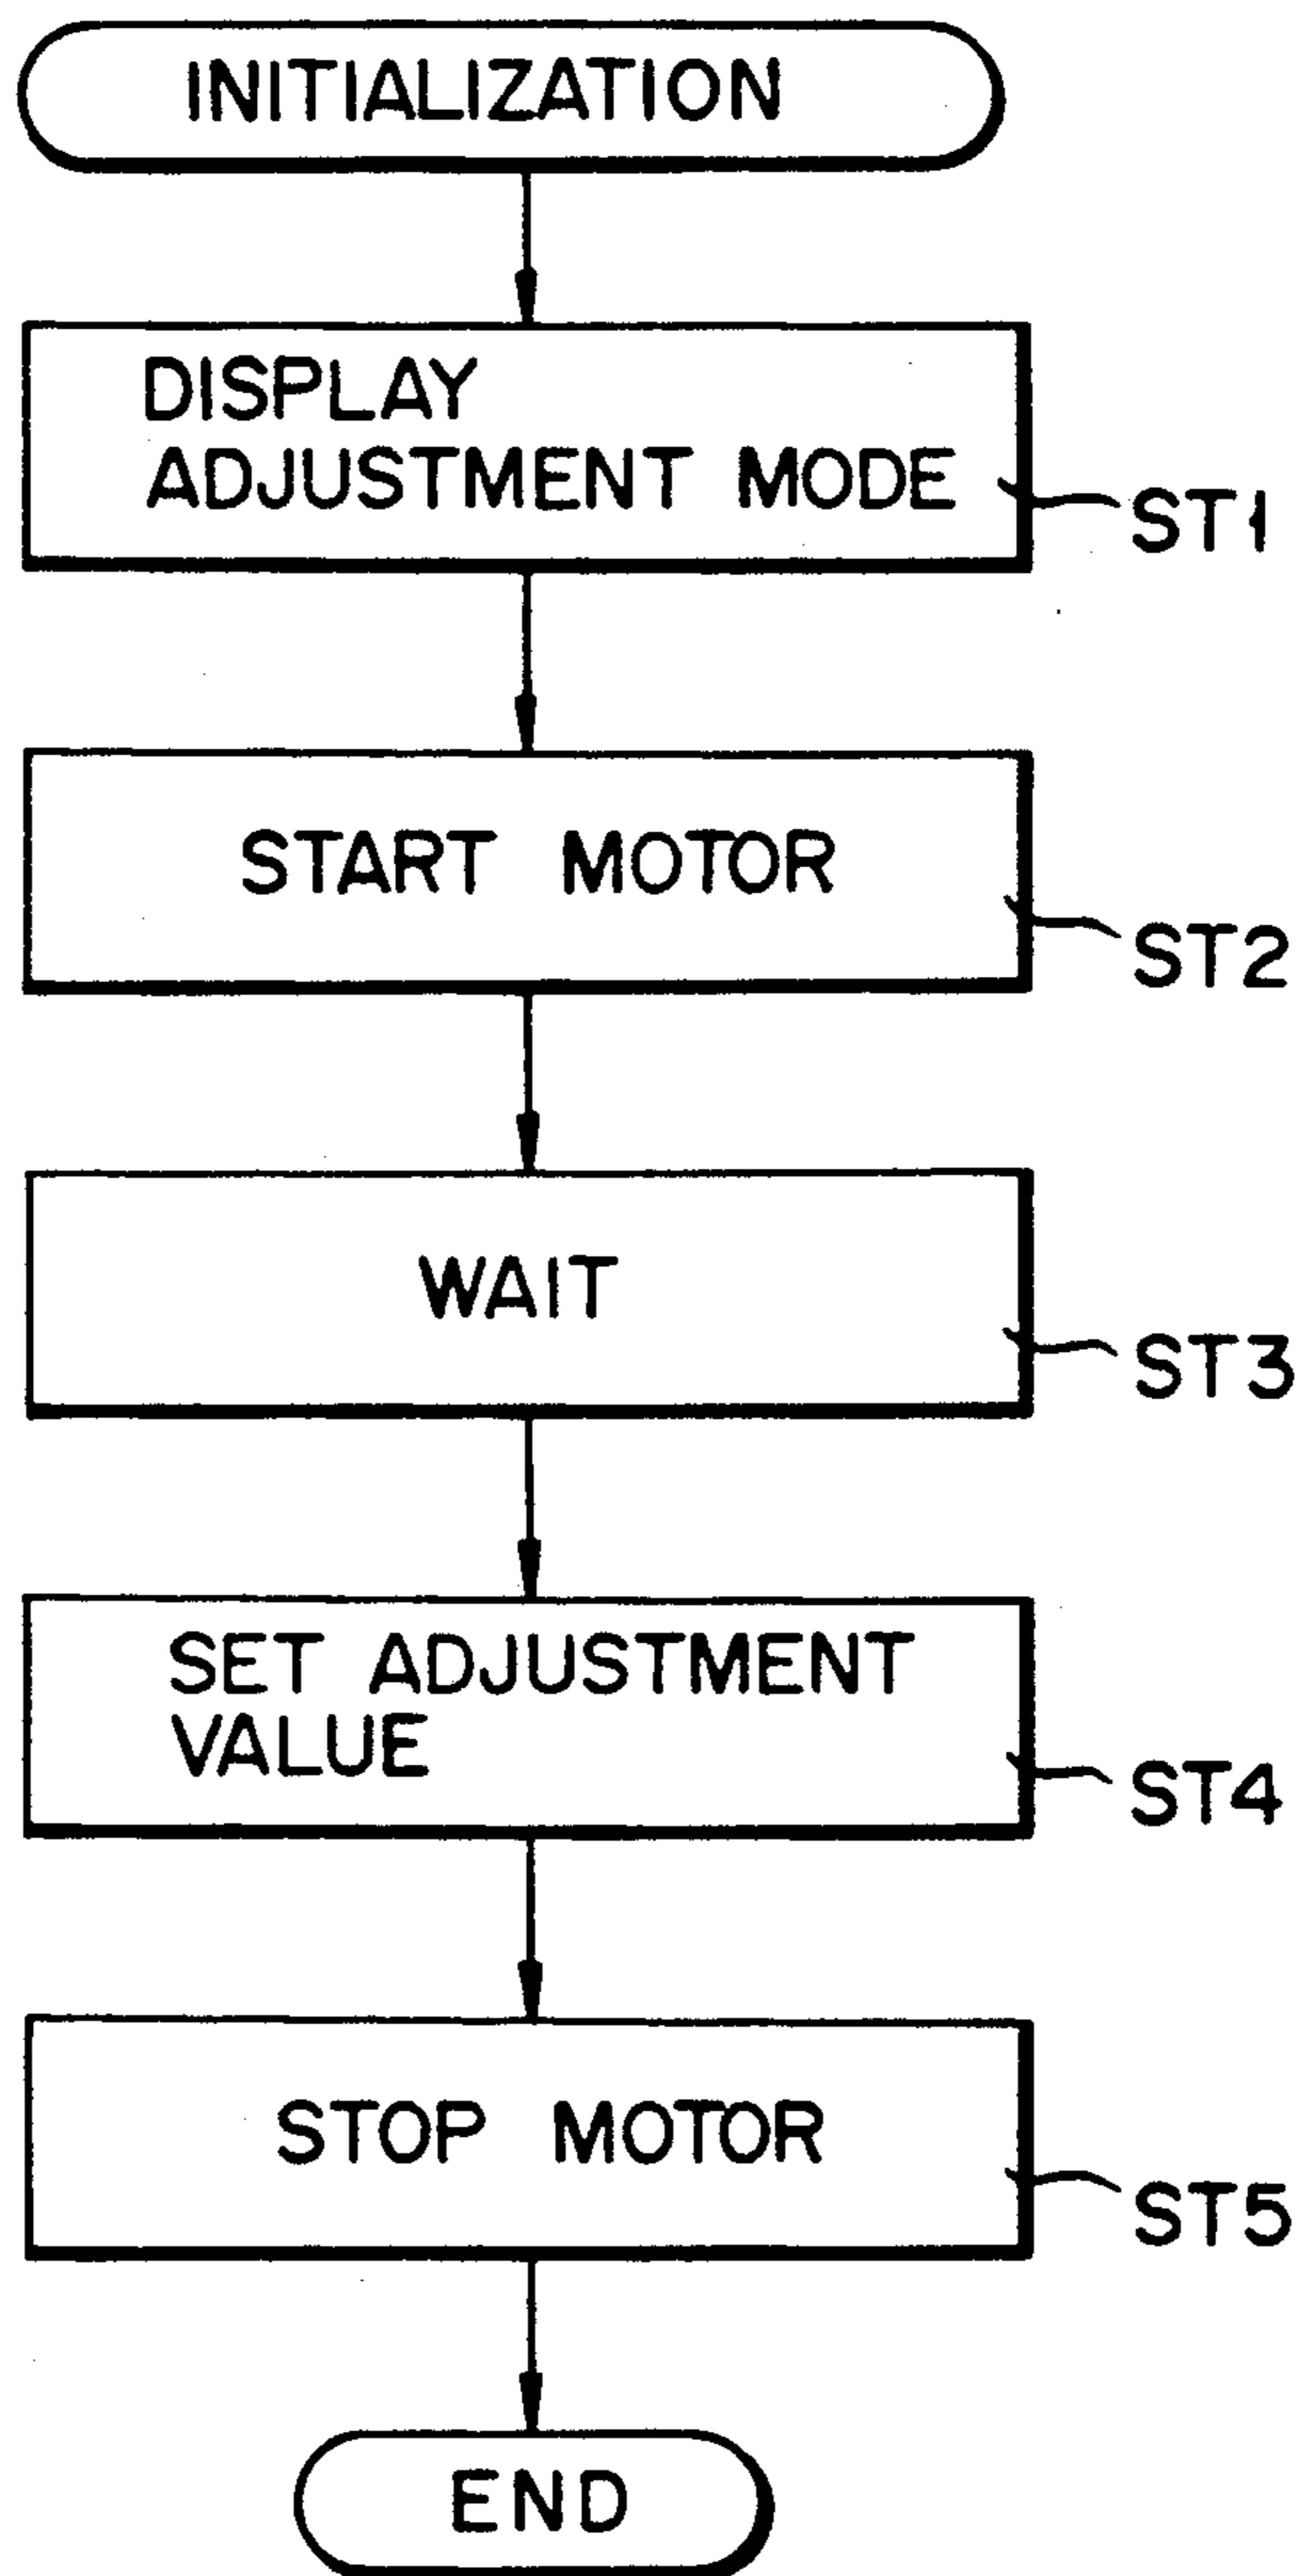 INITIALIZATION
DISPLAY
ADJUSTMENT MODE
ST1
START MOTOR
ST2
WAIT
ST3
SET ADJUSTMENT
VALUE
ST4
STOP MOTOR
ST5
END